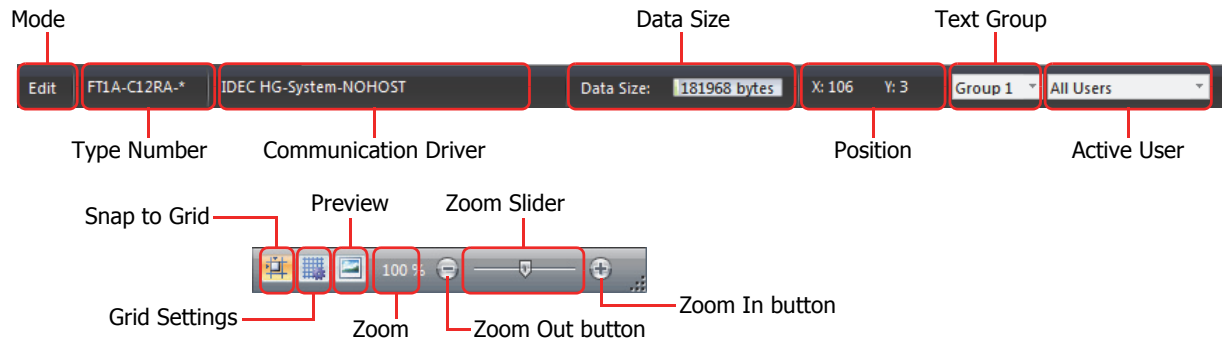 Mode Data Size Text Group
Edit FT1A-C12RA-* IDEC HG-System-NOHOST Data Size: 181968 bytes X: 106 Y: 3 Group 1 All Users
Type Number Communication Driver Position Active User
Snap to Grid Preview Zoom Slider
100 %
Grid Settings Zoom Zoom Out button Zoom In button